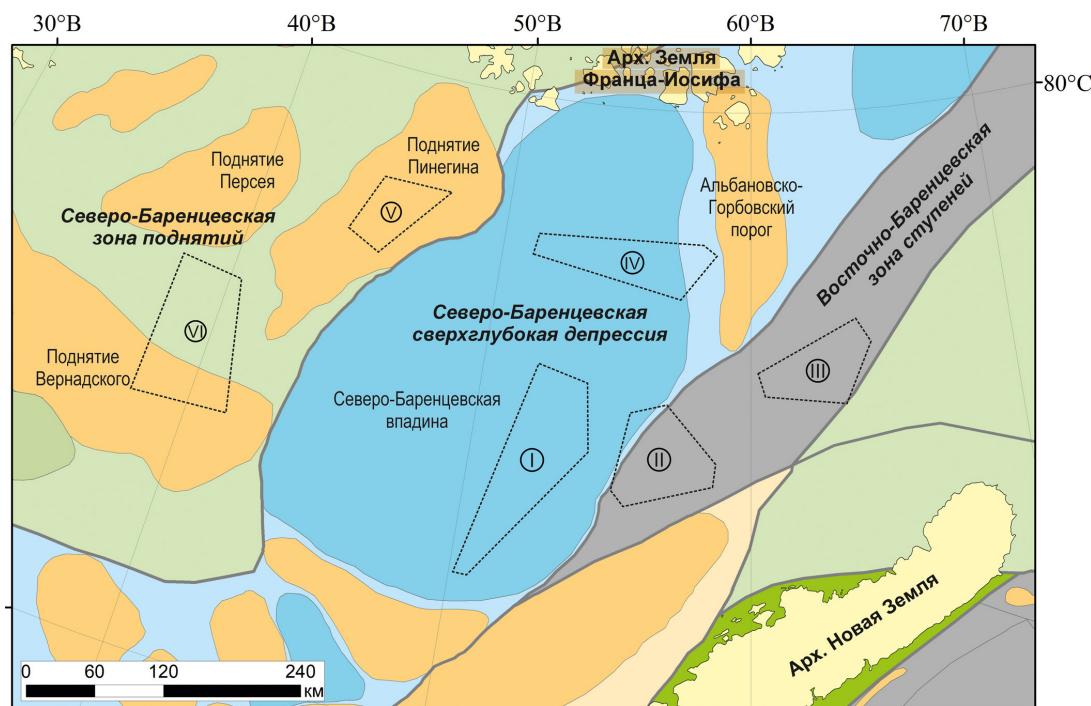 30°В 40°В 50°В 60°В 70°В
Арх. Земля
Франца-Иосифа
80°С
Поднятие
Персея
Поднятие
Пинегина
Альбановско-
Горбовский
порог
Северо-Баренцевская
зона поднятий
Восточно-Баренцевская
зона ступеней
V
IV
VI
Северо-Баренцевская
сверхглубокая депрессия
Поднятие
Вернадского
III
Северо-Баренцевская
впадина
I
II
Арх. Новая Земля
0 60 120 240
км